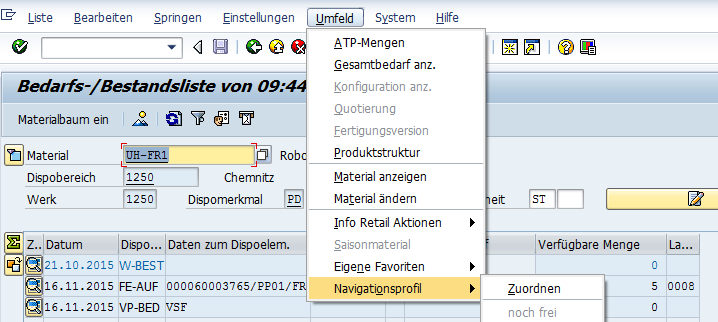 Liste Bearbeiten Springen Einstellungen Umfeld System Hilfe
ATP-Mengen
Gesamtbedarf anz.
Konfiguration anz.
Quotierung
Fertigungsversion
Produktstruktur
Material anzeigen
Material ändern
Info Retail Aktionen
Saisonmaterial
Eigene Favoriten
Navigationsprofil
Zuordnen
noch frei
Bedarfs-/Bestandsliste von 09:44
Materialbaum ein
Material UH-FR1 Robo
Dispobereich 1250 Chemnitz
Werk 1250 Dispomerkmal PD heit ST
Z.. Datum Dispo... Daten zum Dispoelem. f Verfügbare Menge La...
21.10.2015 W-BEST 0
16.11.2015 FE-AUF 000060003765/PP01/FR 5 0008
16.11.2015 VP-BED VSF 0